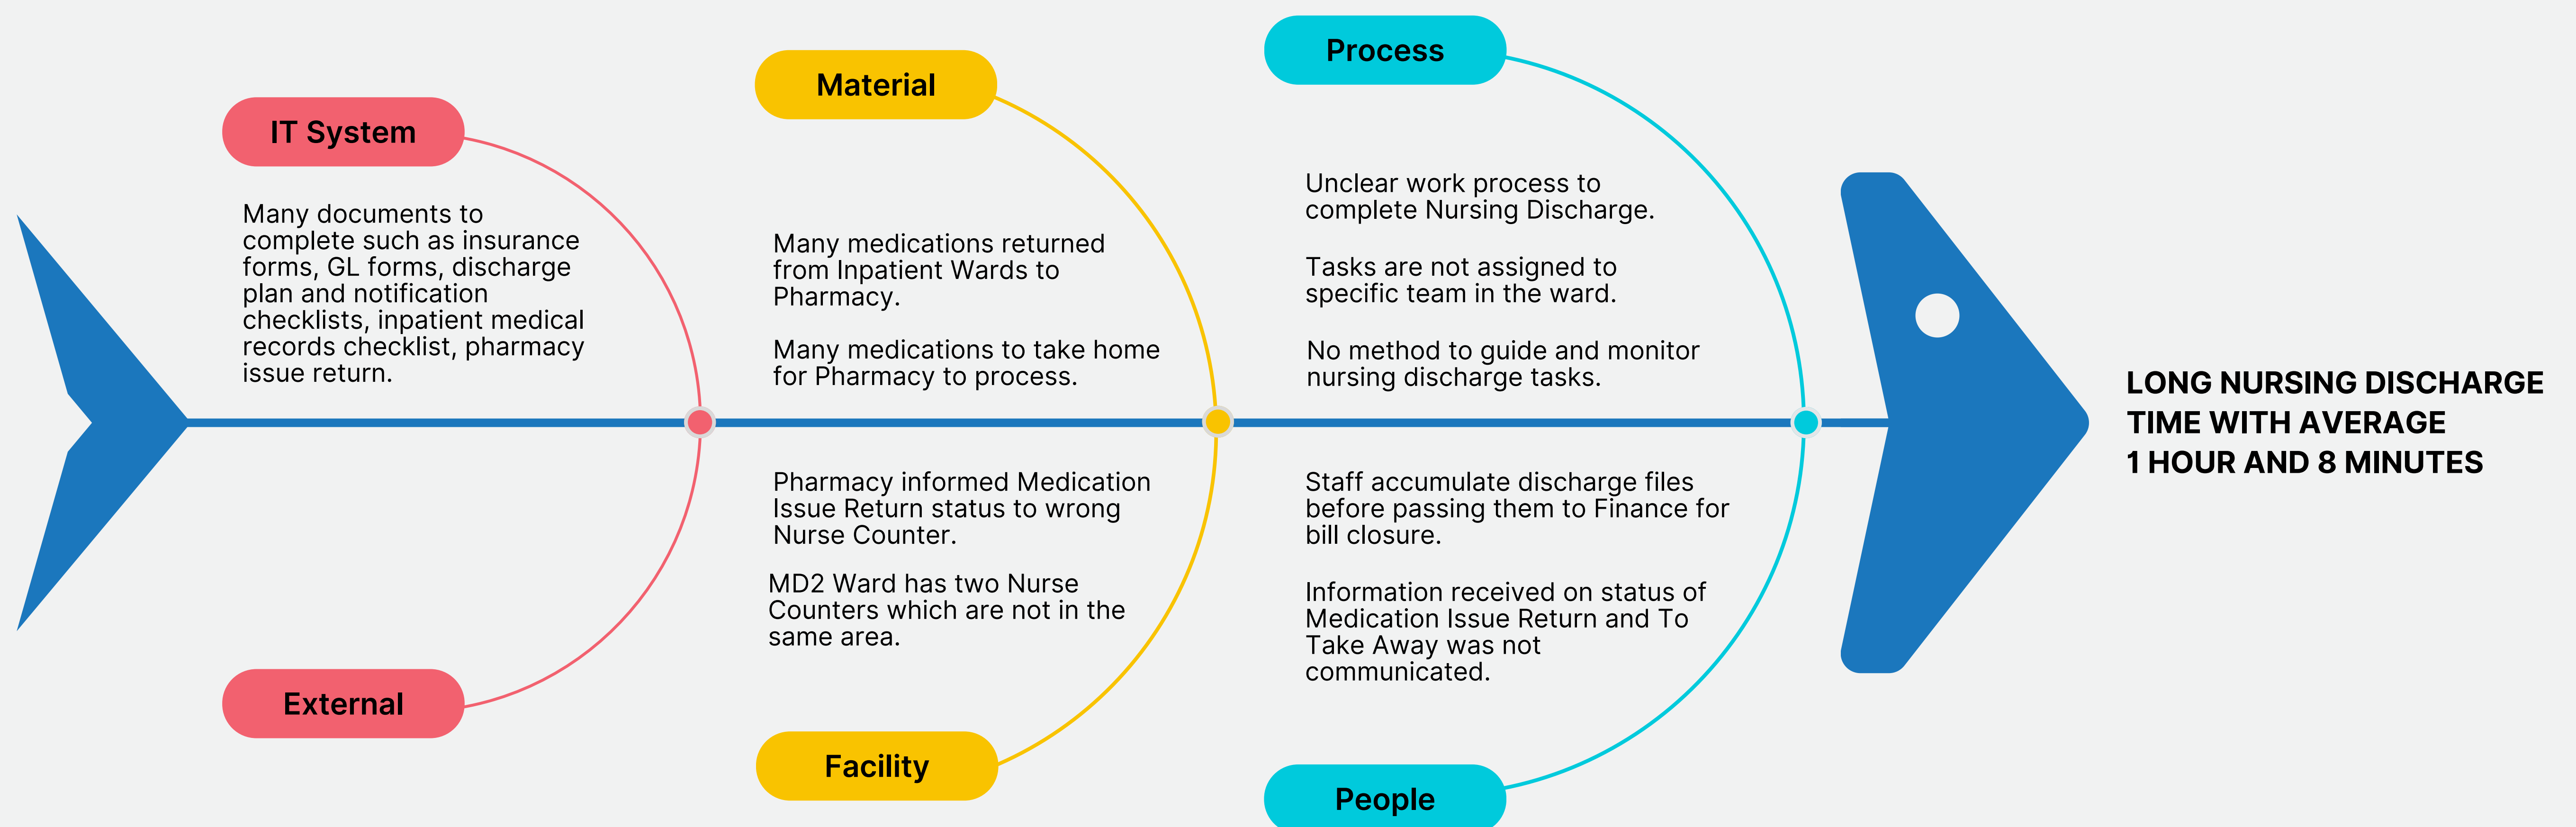 IT System
Many documents to
complete such as insurance
forms, GL forms, discharge
plan and notification
checklists, inpatient medical
records checklist, pharmacy
issue return.
Material
Many medications returned
from Inpatient Wards to
Pharmacy.
Many medications to take home
for Pharmacy to process.
Process
Unclear work process to
complete Nursing Discharge.
Tasks are not assigned to
specific team in the ward.
No method to guide and monitor
nursing discharge tasks.
External
Pharmacy informed Medication
Issue Return status to wrong
Nurse Counter.
MD2 Ward has two Nurse
Counters which are not in the
same area.
Facility
Staff accumulate discharge files
before passing them to Finance for
bill closure.
Information received on status of
Medication Issue Return and To
Take Away was not
communicated.
People
LONG NURSING DISCHARGE
TIME WITH AVERAGE
1 HOUR AND 8 MINUTES